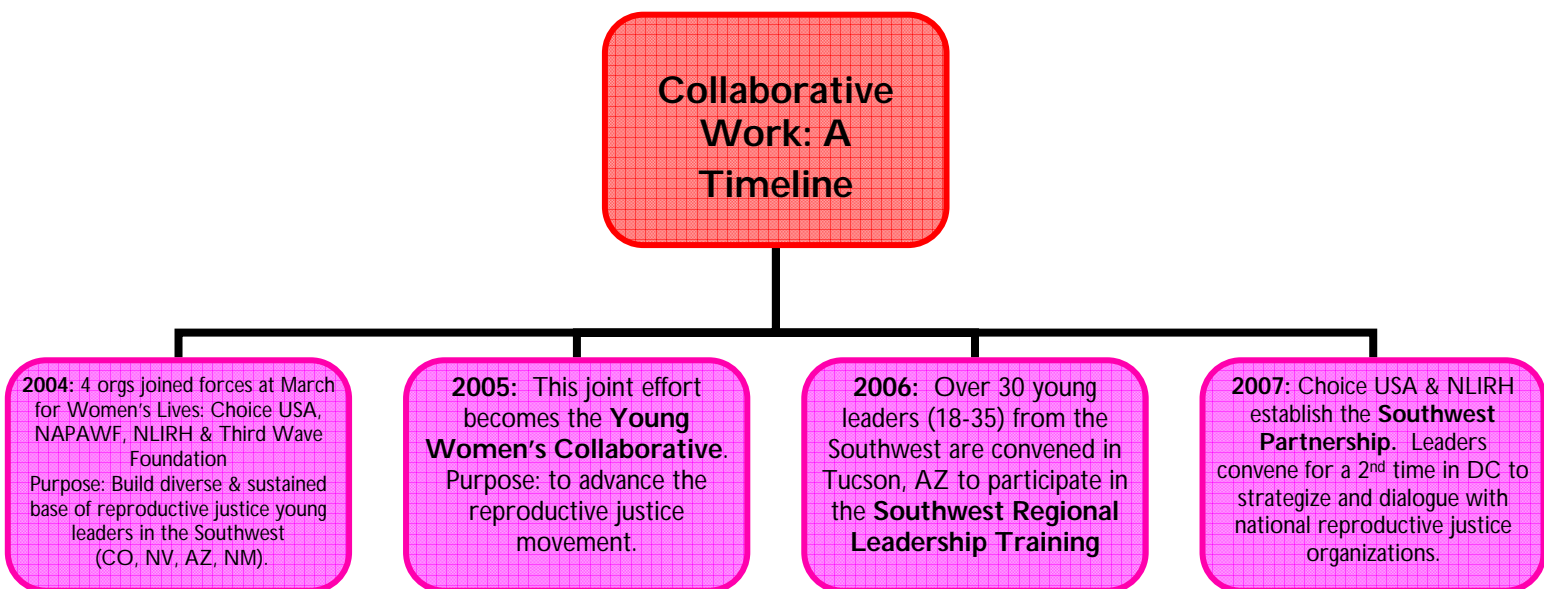 Collaborative
Work: A
Timeline
2004: 4 orgs joined forces at March
for Women's Lives: Choice USA,
NAPAWF, NLIRH & Third Wave
Foundation
Purpose: Build diverse & sustained
base of reproductive justice young
leaders in the Southwest
(CO, NV, AZ, NM).
2005: This joint effort
becomes the Young
Women's Collaborative.
Purpose: to advance the
reproductive justice
movement.
2006: Over 30 young
leaders (18-35) from the
Southwest are convened in
Tucson, AZ to participate in
the Southwest Regional
Leadership Training
2007: Choice USA & NLIRH
establish the Southwest
Partnership. Leaders
convene for a 2nd time in DC to
strategize and dialogue with
national reproductive justice
organizations.